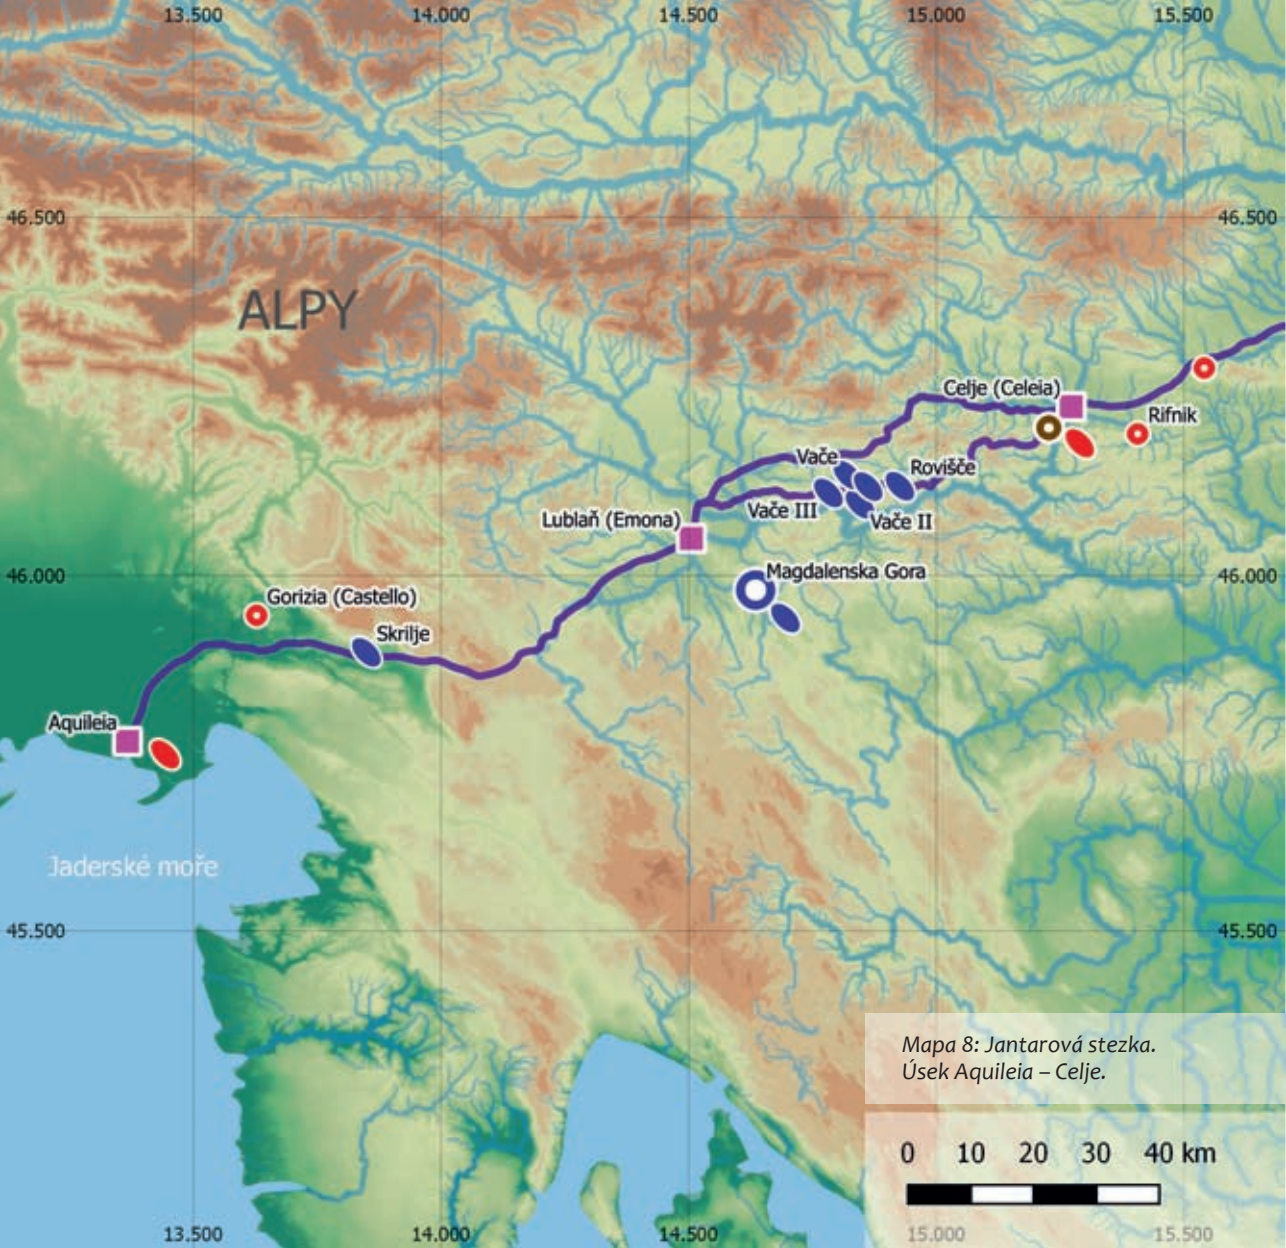 13.500
14.000
14.500
15.000
15.500
46.500
46.500
ALPY
Celje (Celeia)
Rifnik
Vače
Rovišče
Vače III
Vače II
Lublaň (Emona)
Magdalenska Gora
46.000
46.000
Gorizia (Castello)
Skrilje
Aquileia
Jaderské moře
45.500
45.500
Mapa 8: Jantarová stezka.
Úsek Aquileia – Celje.
0 10 20 30 40 km
13.500
14.000
14.500
15.000
15.500